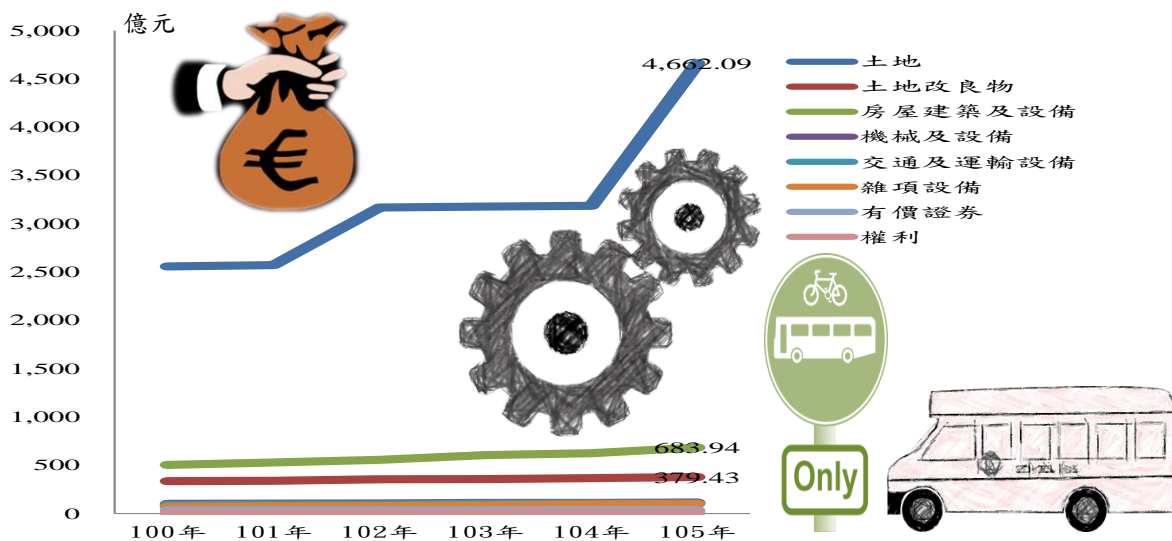 億元
5,000
4,500
4,000
3,500
3,000
2,500
2,000
1,500
1,000
500
0
4,662.09
683.94
379.43
100年 101年 102年 103年 104年 105年
土地
土地改良物
房屋建築及設備
機械及設備
交通及運輸設備
雜項設備
有價證券
權利
Only